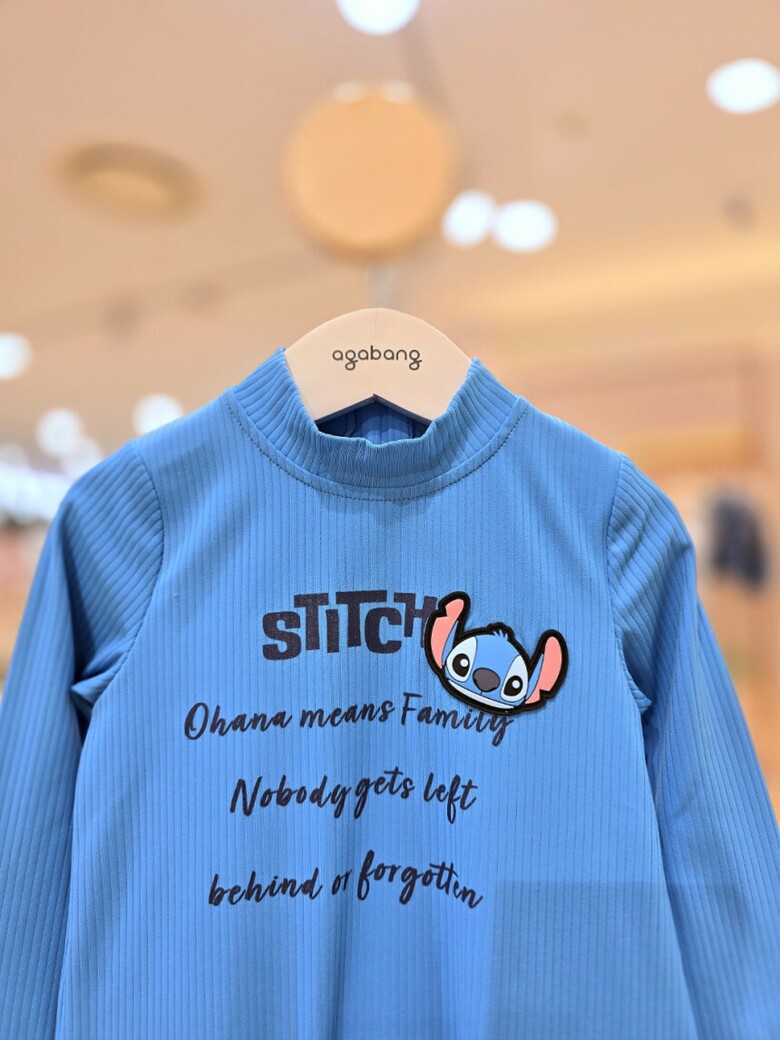 agabang
STITCH
Ohana means Family
Nobody gets left
behind or forgotten